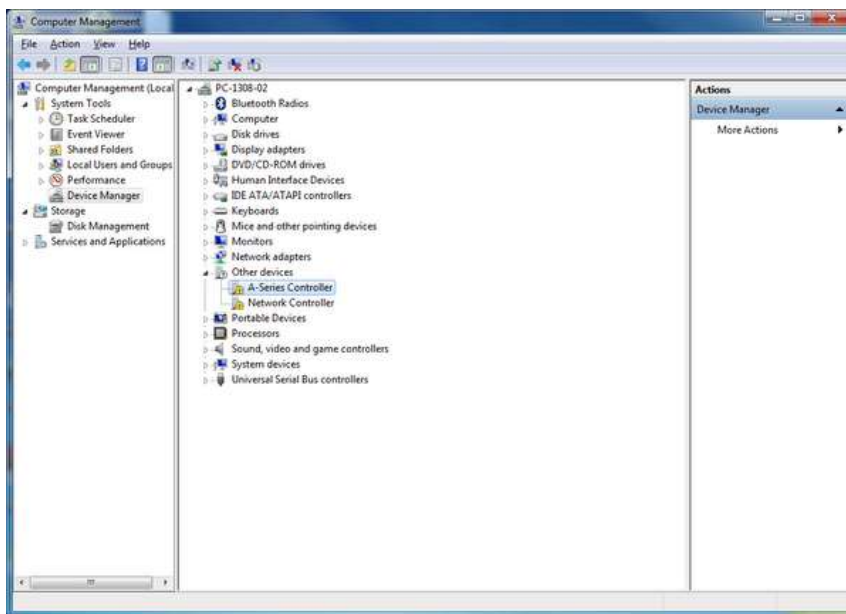 Computer Management
File Action View Help
Computer Management (Local
System Tools
Task Scheduler
Event Viewer
Shared Folders
Local Users and Groups
Performance
Device Manager
Storage
Disk Management
Services and Applications
PC-1308-02
Bluetooth Radios
Computer
Disk drives
Display adapters
DVD/CD-ROM drives
Human Interface Devices
IDE ATA/ATAPI controllers
Keyboards
Mice and other pointing devices
Monitors
Network adapters
Other devices
A-Series Controller
Network Controller
Portable Devices
Processors
Sound, video and game controllers
System devices
Universal Serial Bus controllers
Actions
Device Manager
More Actions